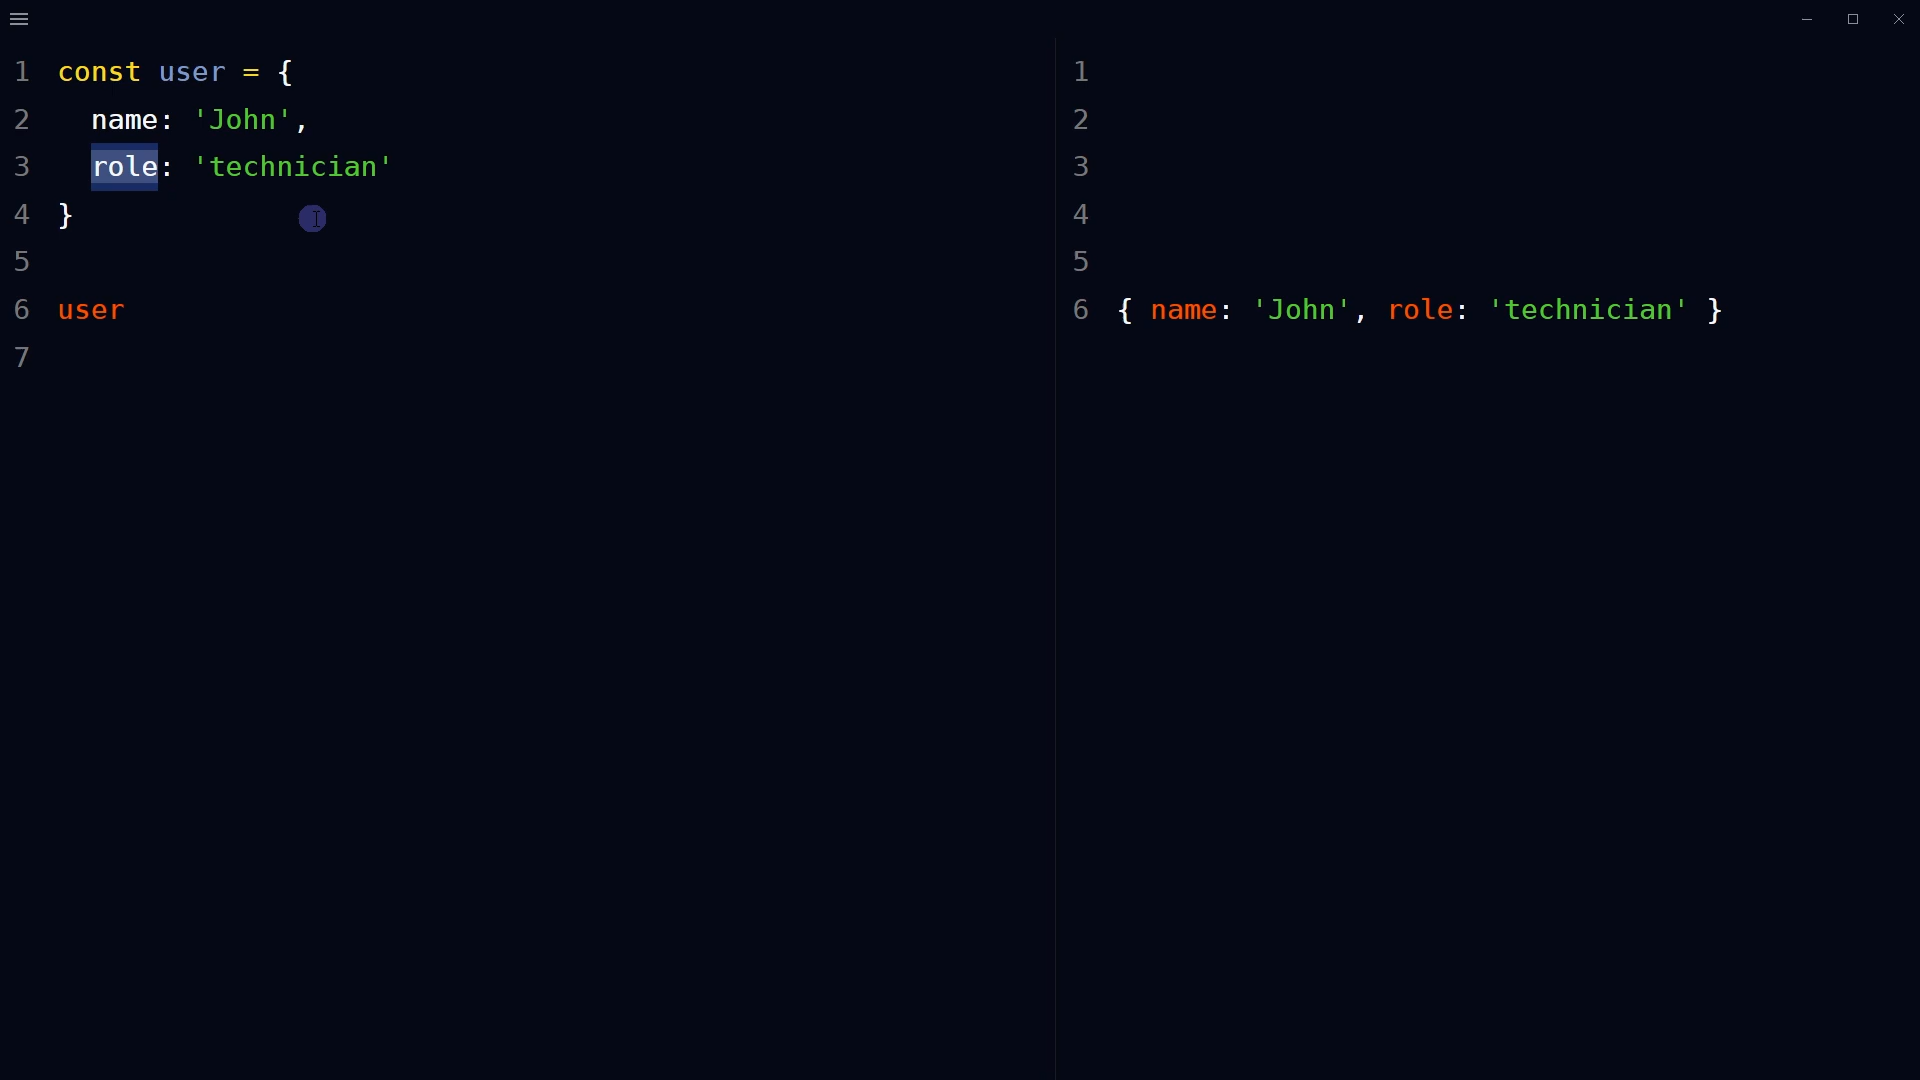 1 const user = {
2   name: 'John',
3   role: 'technician'
4 }
5
6 user
7
1
2
3
4
5
6 { name: 'John', role: 'technician' }